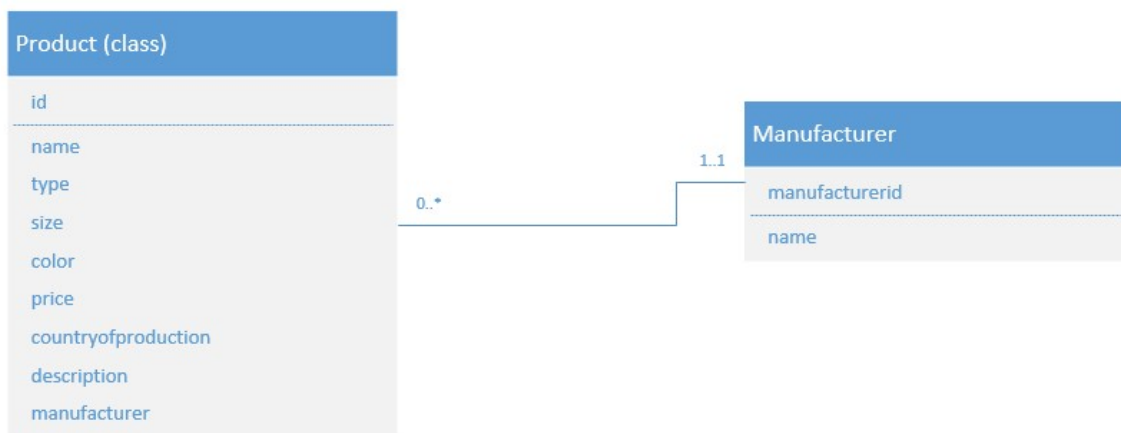 Product (class)
id
name
type
size
color
price
countryofproduction
description
manufacturer
0..*
1..1
Manufacturer
manufacturerid
name